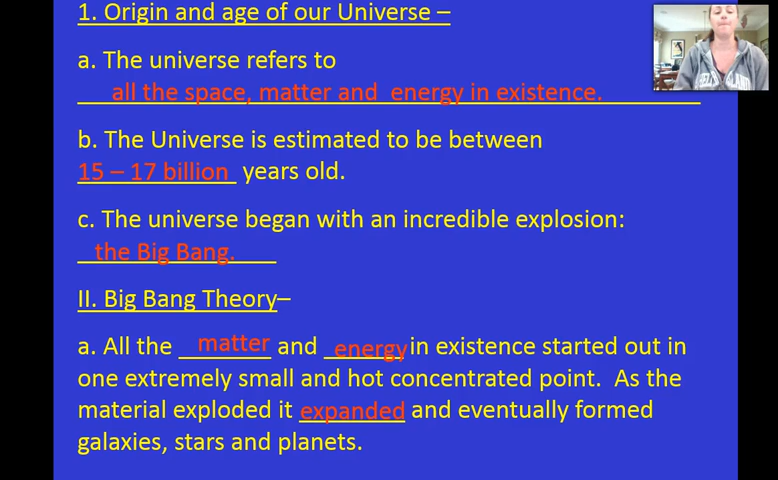 1. Origin and age of our Universe –
a. The universe refers to
all the space, matter and energy in existence.
b. The Universe is estimated to be between
15 – 17 billion years old.
c. The universe began with an incredible explosion:
the Big Bang.
II. Big Bang Theory–
a. All the matter and energy in existence started out in
one extremely small and hot concentrated point. As the
material exploded it expanded and eventually formed
galaxies, stars and planets.